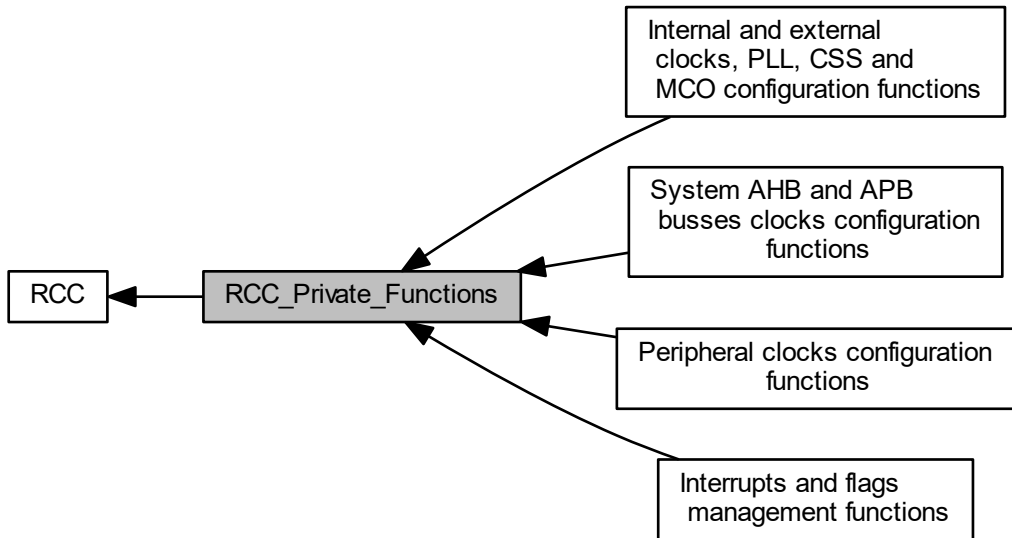 Internal and external
clocks, PLL, CSS and
MCO configuration functions
System AHB and APB
busses clocks configuration
functions
RCC
RCC_Private_Functions
Peripheral clocks configuration
functions
Interrupts and flags
management functions